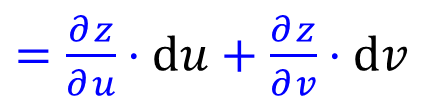 = ∂z/∂u · du + ∂z/∂v · dv